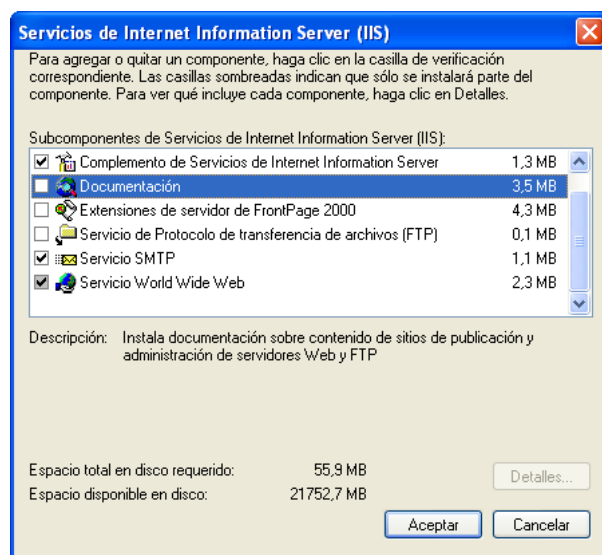 Servicios de Internet Information Server (IIS)
Para agregar o quitar un componente, haga clic en la casilla de verificación
correspondiente. Las casillas sombreadas indican que sólo se instalará parte del
componente. Para ver qué incluye cada componente, haga clic en Detalles.
Subcomponentes de Servicios de Internet Information Server (IIS):
Complemento de Servicios de Internet Information Server 1,3 MB
Documentación 3,5 MB
Extensiones de servidor de FrontPage 2000 4,3 MB
Servicio de Protocolo de transferencia de archivos (FTP) 0,1 MB
Servicio SMTP 1,1 MB
Servicio World Wide Web 2,3 MB
Descripción: Instala documentación sobre contenido de sitios de publicación y
administración de servidores Web y FTP
Espacio total en disco requerido: 55,9 MB
Espacio disponible en disco: 21752,7 MB
Detalles...
Aceptar Cancelar